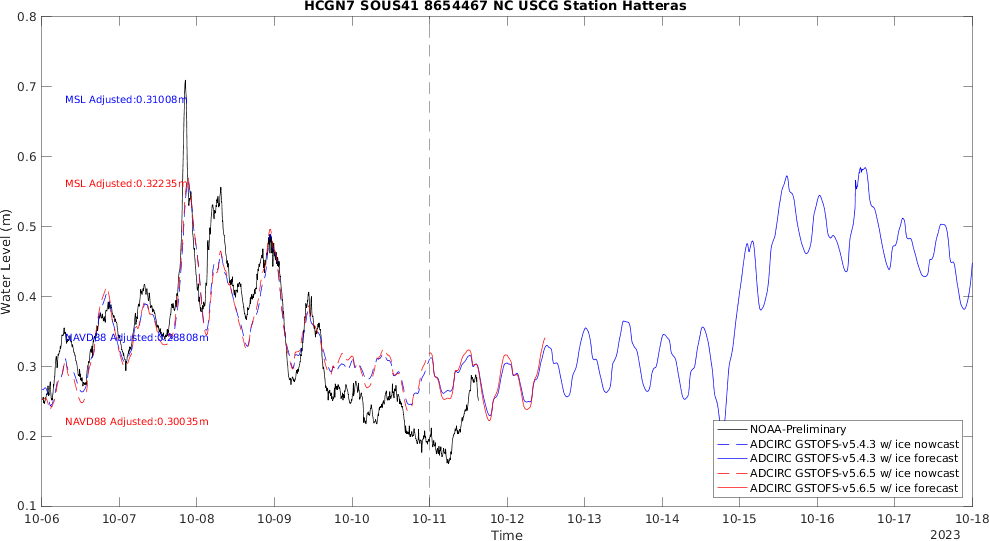 HCGN7 SOUS41 8654467 NC USCG Station Hatteras
Water Level (m)
0.8
0.7
0.6
0.5
0.4
0.3
0.2
0.1
MSL Adjusted:0.31008m
MSL Adjusted:0.32235m
NAVD88 Adjusted:0.28808m
NAVD88 Adjusted:0.30035m
NOAA-Preliminary
ADCIRC GSTOFS-v5.4.3 w/ ice nowcast
ADCIRC GSTOFS-v5.4.3 w/ ice forecast
ADCIRC GSTOFS-v5.6.5 w/ ice nowcast
ADCIRC GSTOFS-v5.6.5 w/ ice forecast
10-06 10-07 10-08 10-09 10-10 10-11 10-12 10-13 10-14 10-15 10-16 10-17 10-18
Time
2023